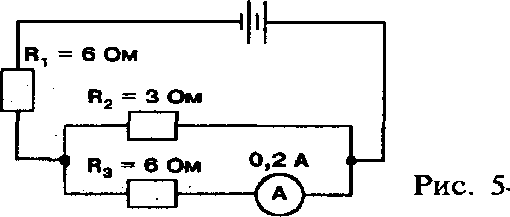 R₁ = 6 Ом
R₂ = 3 Ом
R₃ = 6 Ом 0,2 А
А
Рис. 5-